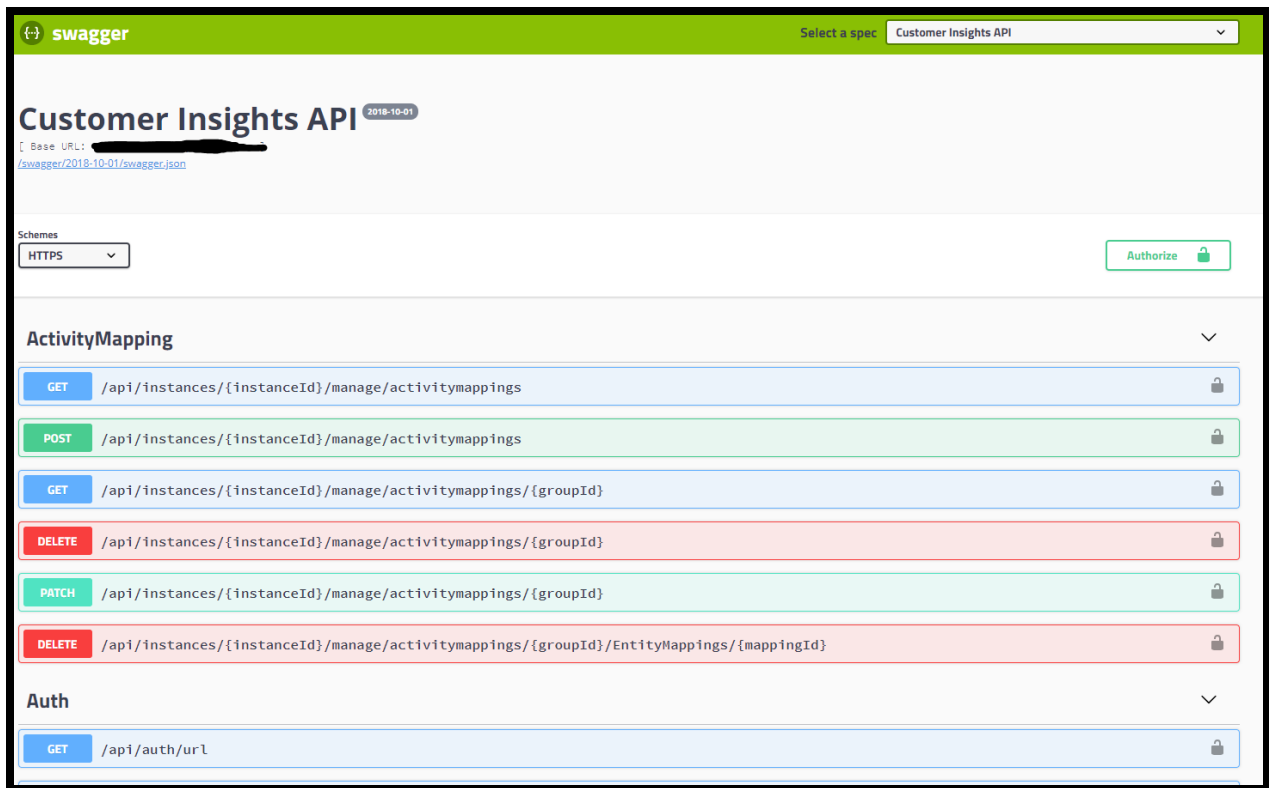 {··} swagger Select a spec Customer Insights API
Customer Insights API 2018-10-01
[ Base URL: ]
/swagger/2018-10-01/swagger.json
Schemes
HTTPS Authorize
ActivityMapping
GET /api/instances/{instanceId}/manage/activitymappings
POST /api/instances/{instanceId}/manage/activitymappings
GET /api/instances/{instanceId}/manage/activitymappings/{groupId}
DELETE /api/instances/{instanceId}/manage/activitymappings/{groupId}
PATCH /api/instances/{instanceId}/manage/activitymappings/{groupId}
DELETE /api/instances/{instanceId}/manage/activitymappings/{groupId}/EntityMappings/{mappingId}
Auth
GET /api/auth/url